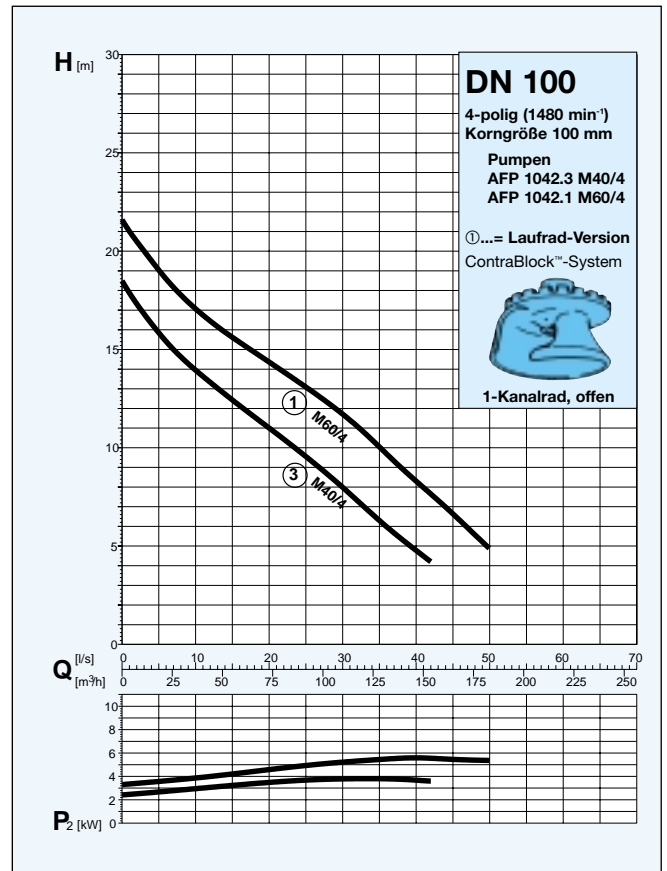 H [m]
30
25
20
15
10
5
0
DN 100
4-polig (1480 min⁻¹)
Korngröße 100 mm
Pumpen
AFP 1042.3 M40/4
AFP 1042.1 M60/4
①...= Laufrad-Version
ContraBlock™-System
1-Kanalrad, offen
① M60/4
③ M40/4
Q [l/s] 0 10 20 30 40 50 60 70
[m³/h] 0 25 50 75 100 125 150 175 200 225 250
10
8
6
4
2
P₂ [kW] 0